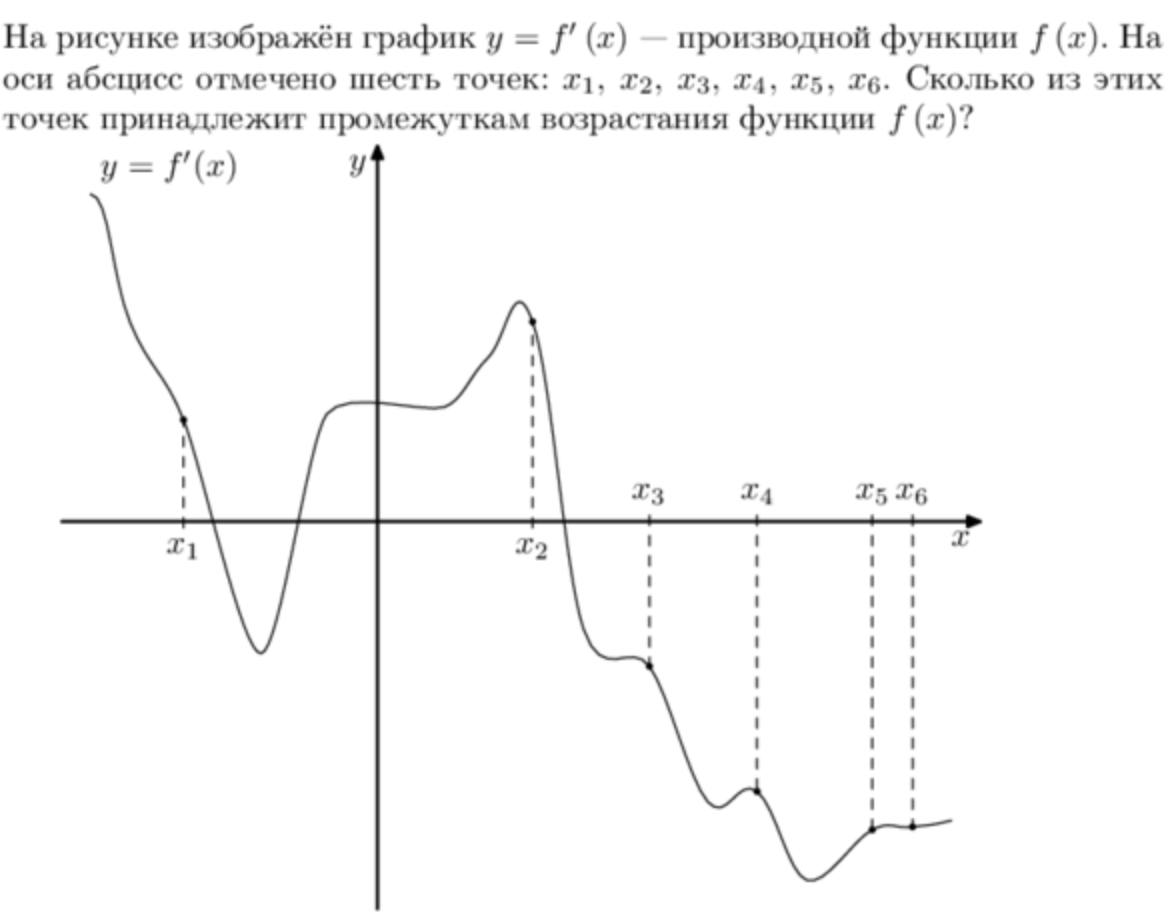 На рисунке изображён график y = f′ (x) — производной функции f (x). На
оси абсцисс отмечено шесть точек: x₁, x₂, x₃, x₄, x₅, x₆. Сколько из этих
точек принадлежит промежуткам возрастания функции f (x)?
y = f′(x)
y
x₃ x₄ x₅ x₆
x₁ x₂ x